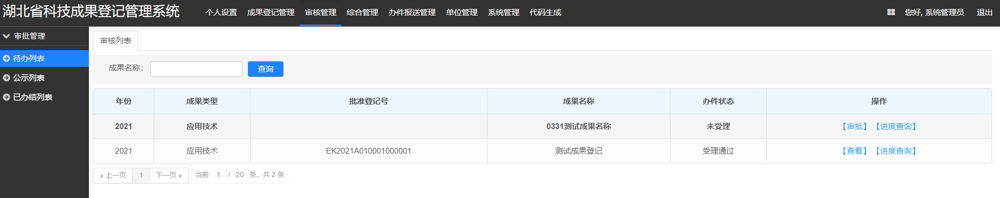 湖北省科技成果登记管理系统 个人设置 成果登记管理 审核管理 综合管理 办件报送管理 单位管理 系统管理 代码生成 您好, 系统管理员 退出
审批管理
待办列表
公示列表
已办结列表
审核列表
成果名称： 查询
年份 成果类型 批准登记号 成果名称 办件状态 操作
2021 应用技术 0331测试成果名称 未受理 【审批】【进度查询】
2021 应用技术 EK2021A010001000001 测试成果登记 受理通过 【查看】【进度查询】
« 上一页 1 下一页 » 当前 1 / 20 条，共 2 条